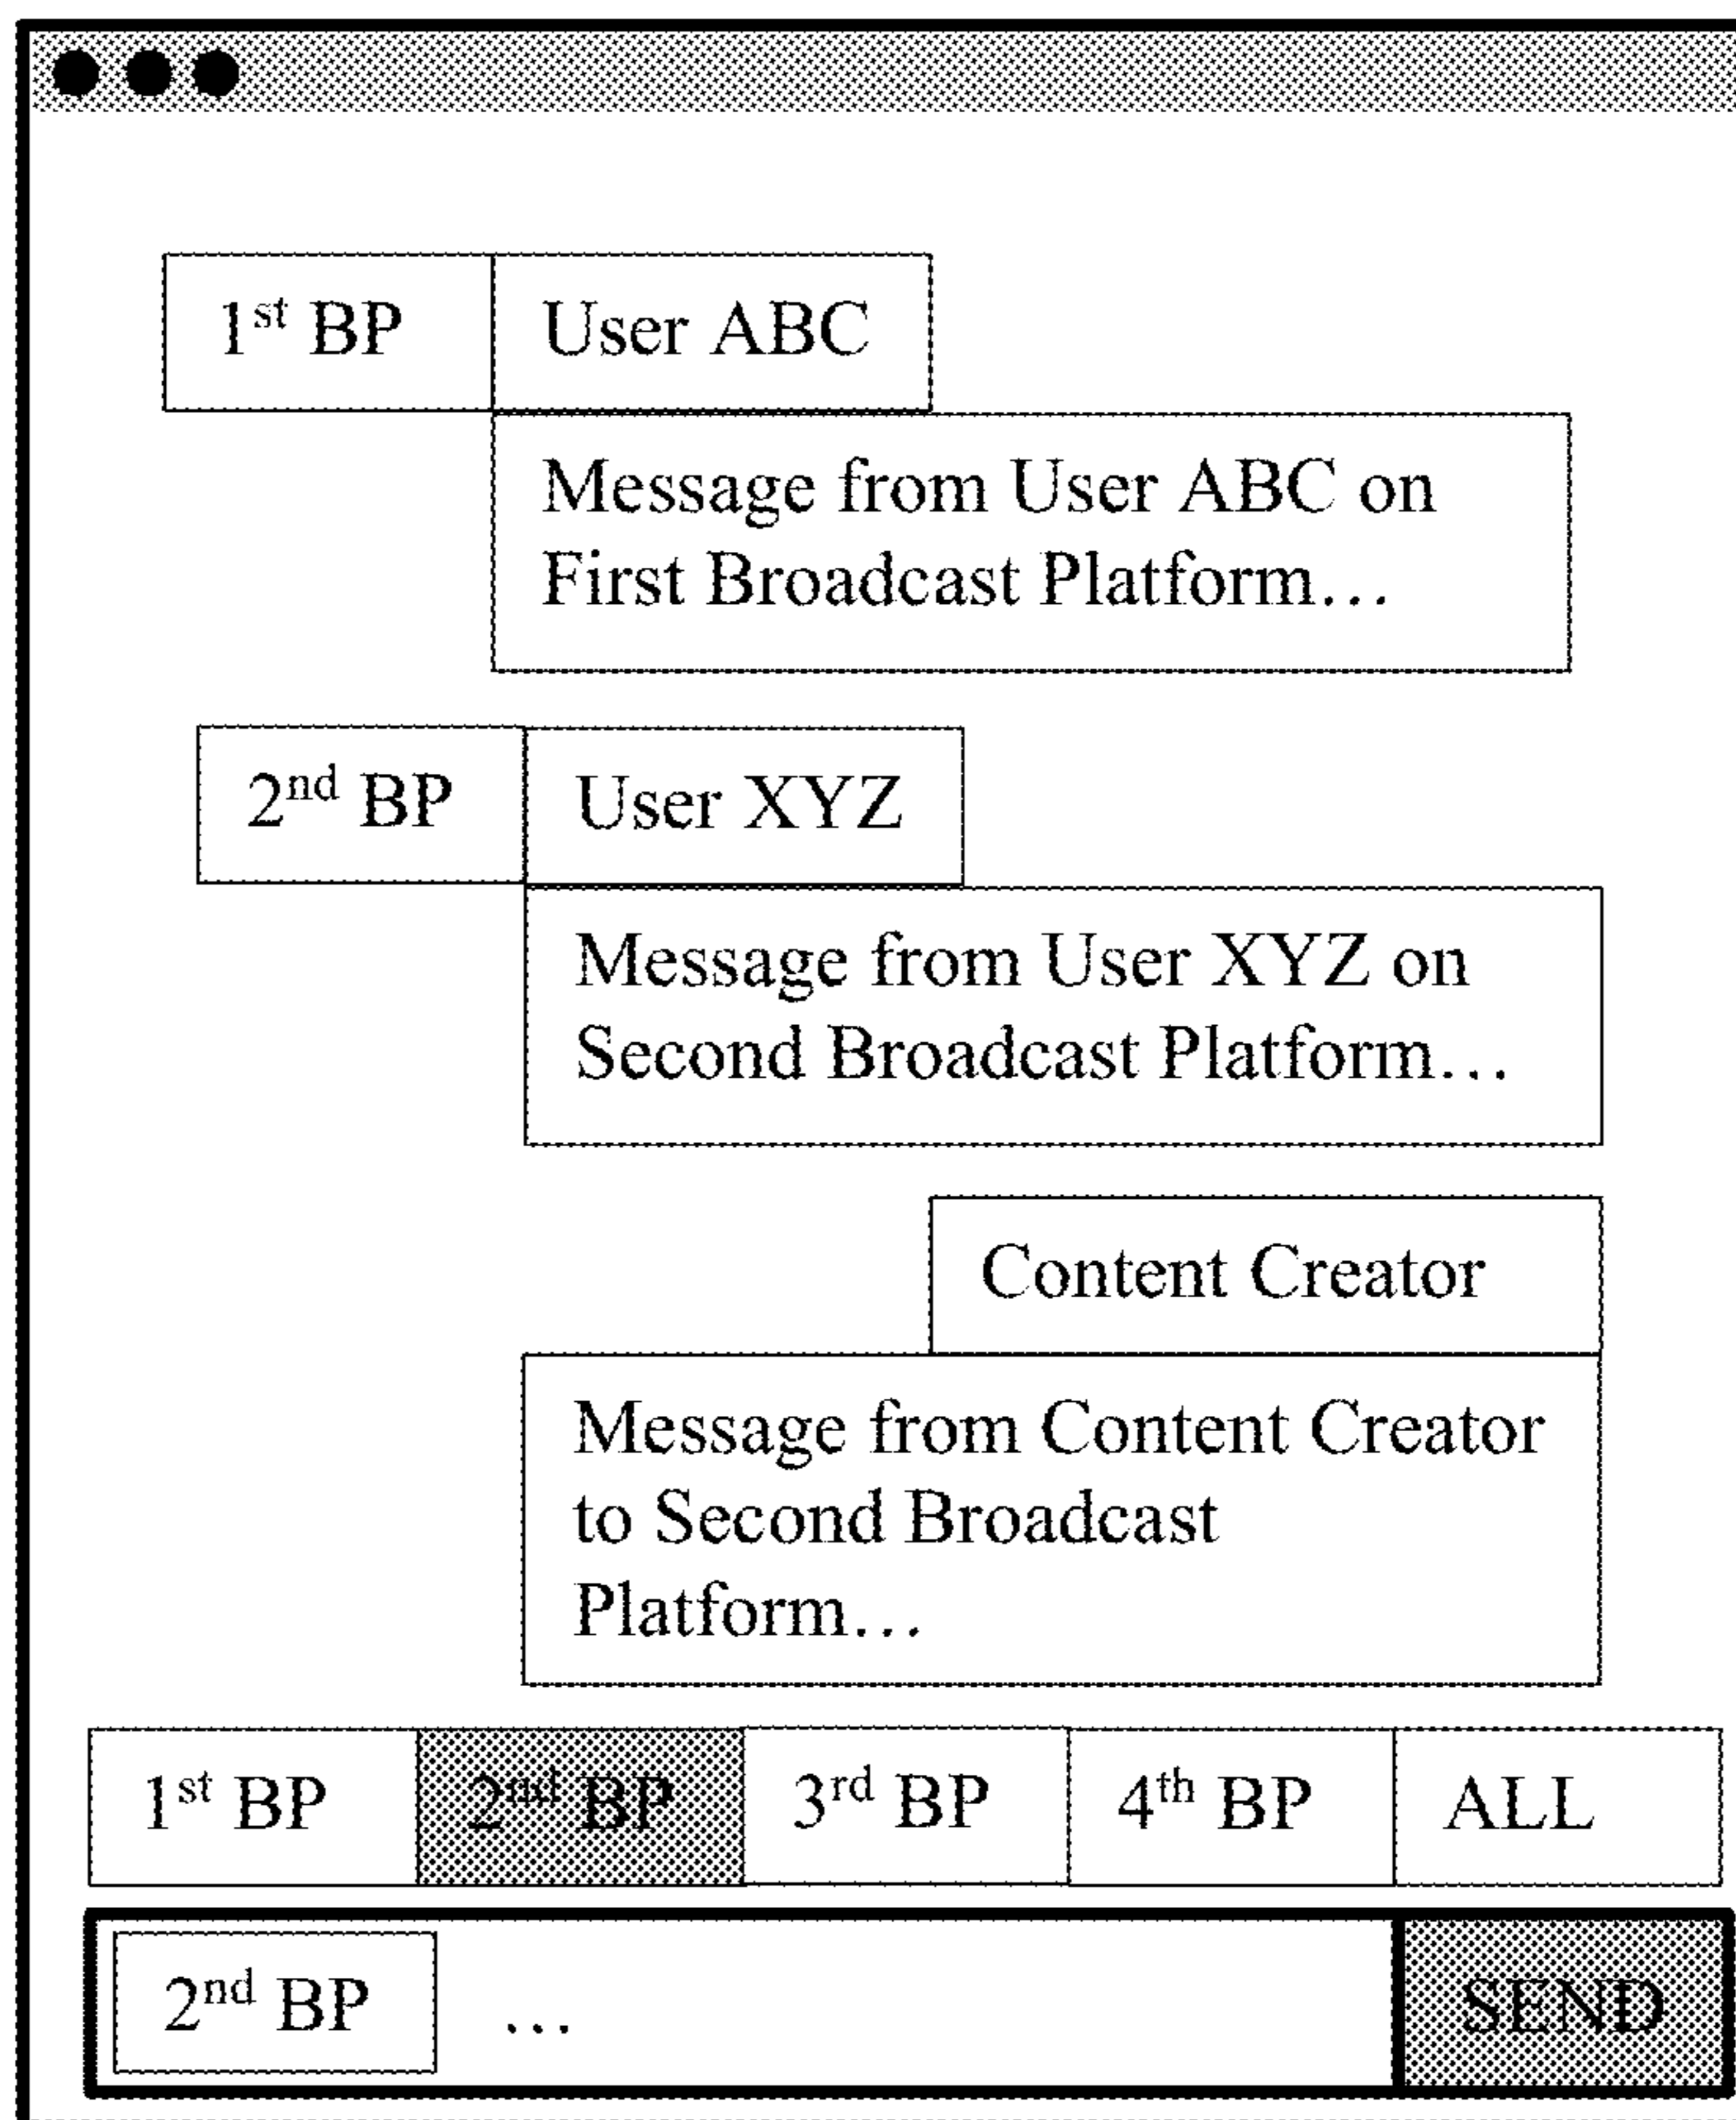 1st BP User ABC
Message from User ABC on
First Broadcast Platform...
2nd BP User XYZ
Message from User XYZ on
Second Broadcast Platform...
Content Creator
Message from Content Creator
to Second Broadcast
Platform...
1st BP 2nd BP 3rd BP 4th BP ALL
2nd BP ... SEND